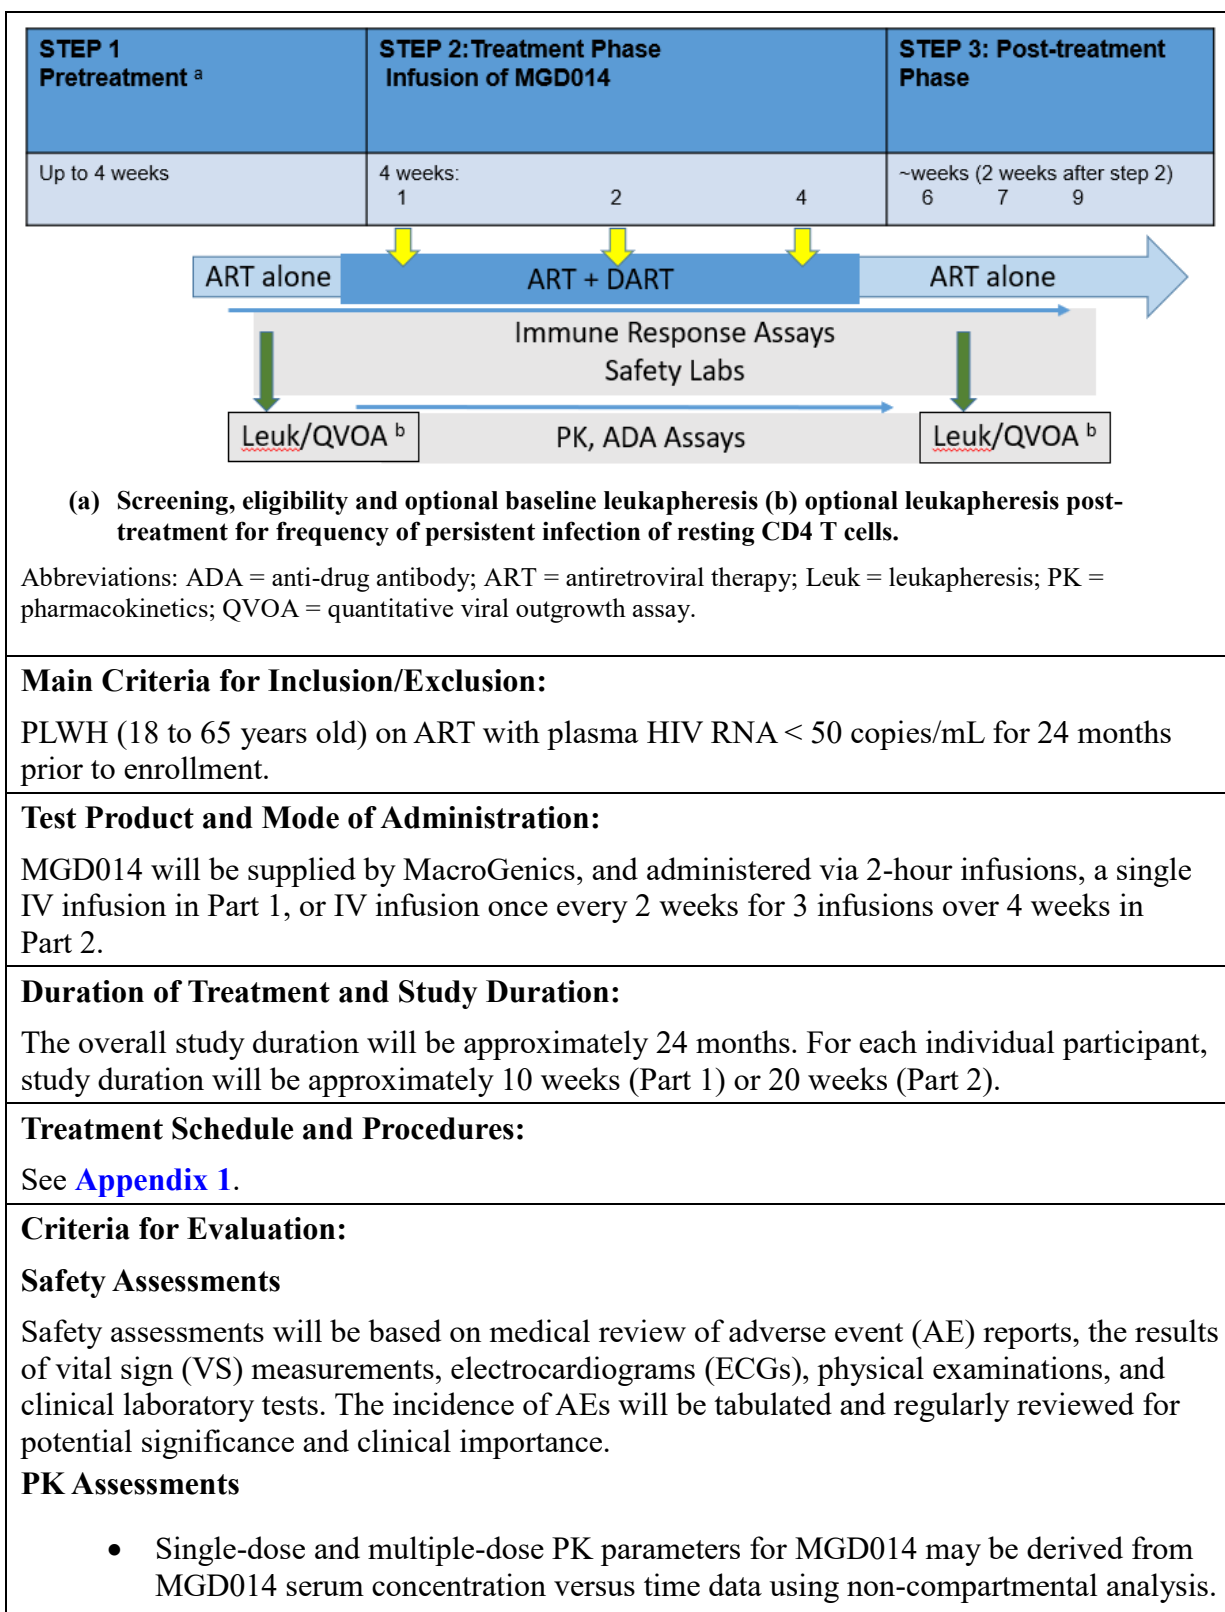 STEP 1
Pretreatment a
STEP 2:Treatment Phase
Infusion of MGD014
STEP 3: Post-treatment
Phase
Up to 4 weeks
4 weeks:
1 2 4
~weeks (2 weeks after step 2)
6 7 9
ART alone
ART + DART
ART alone
Immune Response Assays
Safety Labs
Leuk/QVOA b
PK, ADA Assays
Leuk/QVOA b
(a) Screening, eligibility and optional baseline leukapheresis (b) optional leukapheresis post-
treatment for frequency of persistent infection of resting CD4 T cells.
Abbreviations: ADA = anti-drug antibody; ART = antiretroviral therapy; Leuk = leukapheresis; PK =
pharmacokinetics; QVOA = quantitative viral outgrowth assay.
Main Criteria for Inclusion/Exclusion:
PLWH (18 to 65 years old) on ART with plasma HIV RNA < 50 copies/mL for 24 months
prior to enrollment.
Test Product and Mode of Administration:
MGD014 will be supplied by MacroGenics, and administered via 2-hour infusions, a single
IV infusion in Part 1, or IV infusion once every 2 weeks for 3 infusions over 4 weeks in
Part 2.
Duration of Treatment and Study Duration:
The overall study duration will be approximately 24 months. For each individual participant,
study duration will be approximately 10 weeks (Part 1) or 20 weeks (Part 2).
Treatment Schedule and Procedures:
See Appendix 1.
Criteria for Evaluation:
Safety Assessments
Safety assessments will be based on medical review of adverse event (AE) reports, the results
of vital sign (VS) measurements, electrocardiograms (ECGs), physical examinations, and
clinical laboratory tests. The incidence of AEs will be tabulated and regularly reviewed for
potential significance and clinical importance.
PK Assessments
• Single-dose and multiple-dose PK parameters for MGD014 may be derived from
MGD014 serum concentration versus time data using non-compartmental analysis.